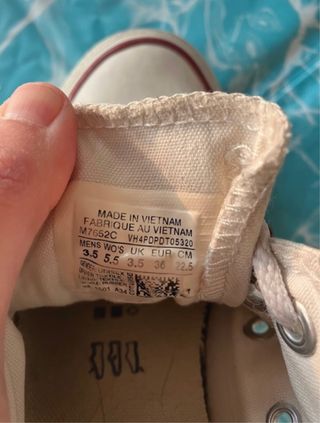 MADE IN VIETNAM
FABRIQUE AU VIETNAM
M7652C VH4PDPDT05320
MENS WO'S UK EUR CM
3.5 5.5 3.5 36 22.5